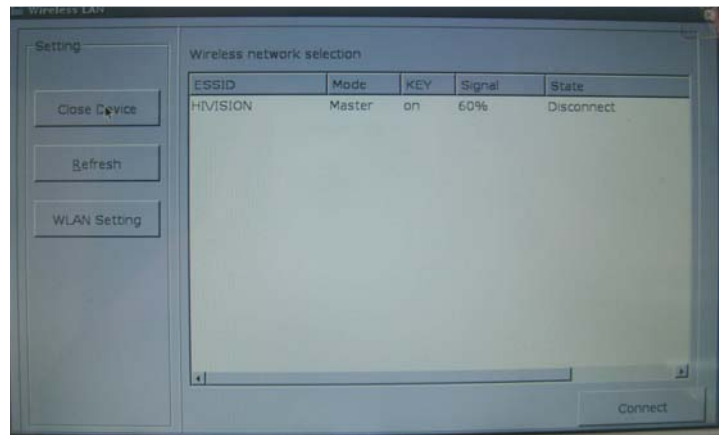 Wireless LAN
Setting
Close Device
Refresh
WLAN Setting
Wireless network selection
ESSID Mode KEY Signal State
HIVISION Master on 60% Disconnect
Connect